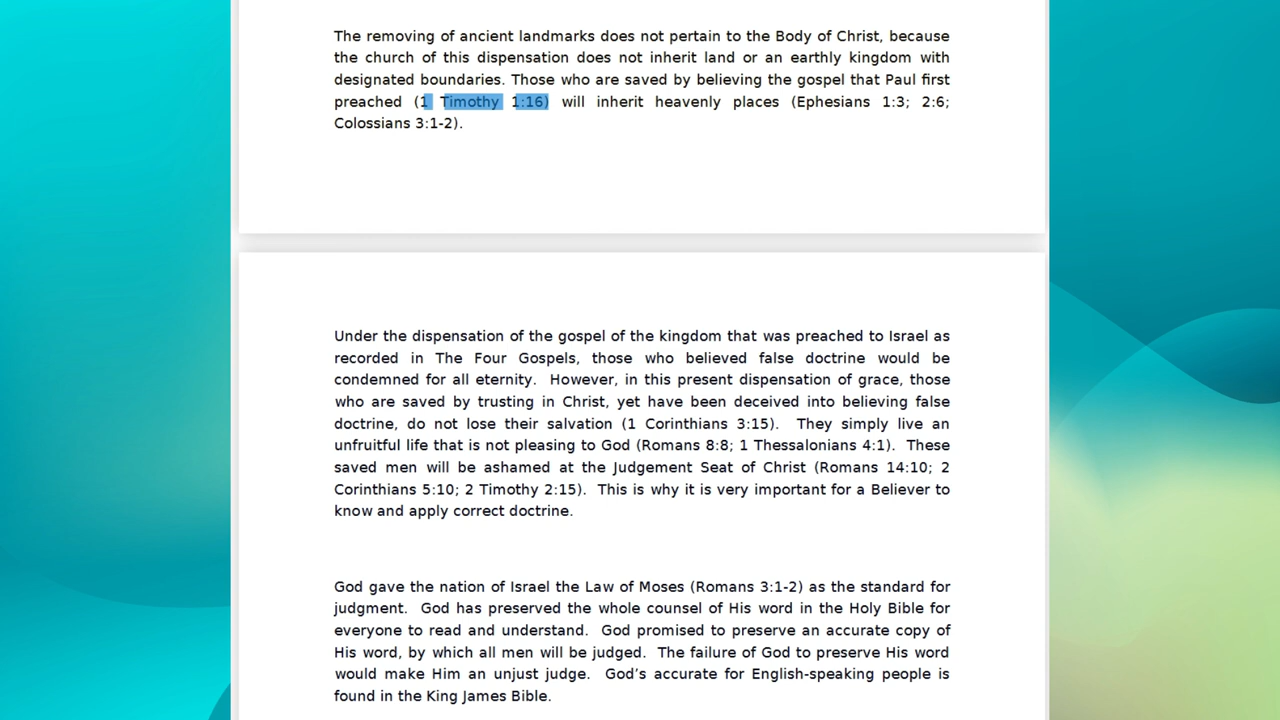 The removing of ancient landmarks does not pertain to the Body of Christ, because
the church of this dispensation does not inherit land or an earthly kingdom with
designated boundaries. Those who are saved by believing the gospel that Paul first
preached (1 Timothy 1:16) will inherit heavenly places (Ephesians 1:3; 2:6;
Colossians 3:1-2).
Under the dispensation of the gospel of the kingdom that was preached to Israel as
recorded in The Four Gospels, those who believed false doctrine would be
condemned for all eternity.  However, in this present dispensation of grace, those
who are saved by trusting in Christ, yet have been deceived into believing false
doctrine, do not lose their salvation (1 Corinthians 3:15).  They simply live an
unfruitful life that is not pleasing to God (Romans 8:8; 1 Thessalonians 4:1).  These
saved men will be ashamed at the Judgement Seat of Christ (Romans 14:10; 2
Corinthians 5:10; 2 Timothy 2:15).  This is why it is very important for a Believer to
know and apply correct doctrine.
God gave the nation of Israel the Law of Moses (Romans 3:1-2) as the standard for
judgment.  God has preserved the whole counsel of His word in the Holy Bible for
everyone to read and understand.  God promised to preserve an accurate copy of
His word, by which all men will be judged.  The failure of God to preserve His word
would make Him an unjust judge.  God’s accurate for English-speaking people is
found in the King James Bible.